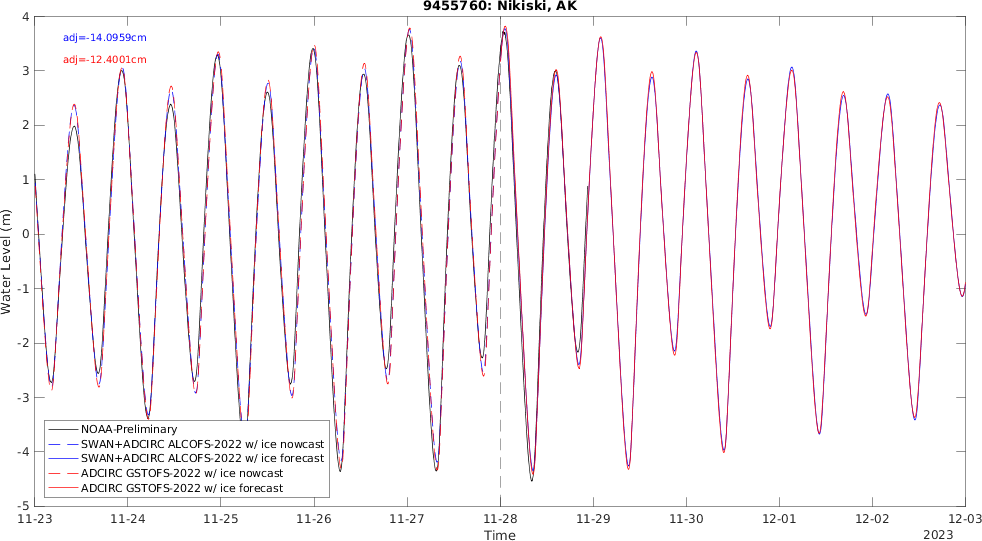 9455760: Nikiski, AK
4
adj=-14.0959cm
adj=-12.4001cm
3
2
1
0
-1
-2
-3
-4
-5
Water Level (m)
NOAA-Preliminary
SWAN+ADCIRC ALCOFS-2022 w/ ice nowcast
SWAN+ADCIRC ALCOFS-2022 w/ ice forecast
ADCIRC GSTOFS-2022 w/ ice nowcast
ADCIRC GSTOFS-2022 w/ ice forecast
11-23 11-24 11-25 11-26 11-27 11-28 11-29 11-30 12-01 12-02 12-03
Time
2023